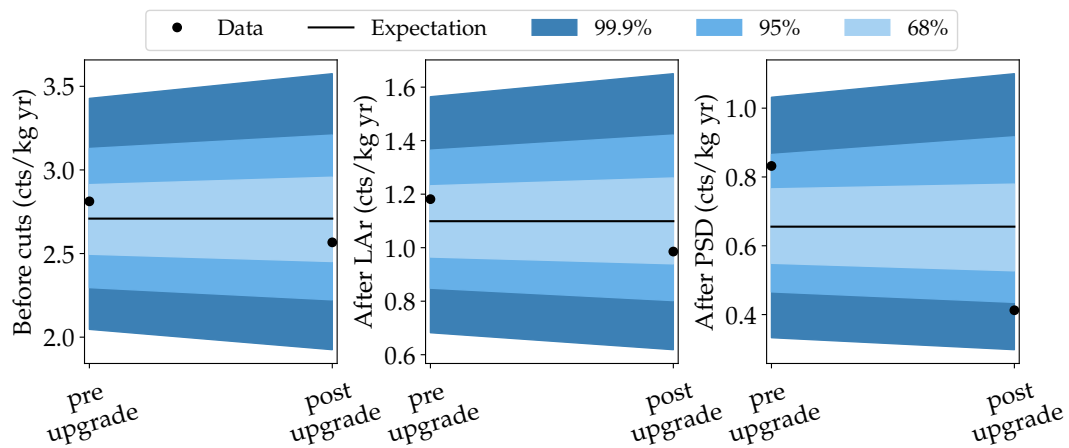 Data Expectation 99.9% 95% 68%
Before cuts (cts/kg yr)
3.5
3.0
2.5
2.0
pre
upgrade
post
upgrade
After LAr (cts/kg yr)
1.6
1.4
1.2
1.0
0.8
0.6
pre
upgrade
post
upgrade
After PSD (cts/kg yr)
1.0
0.8
0.6
0.4
pre
upgrade
post
upgrade